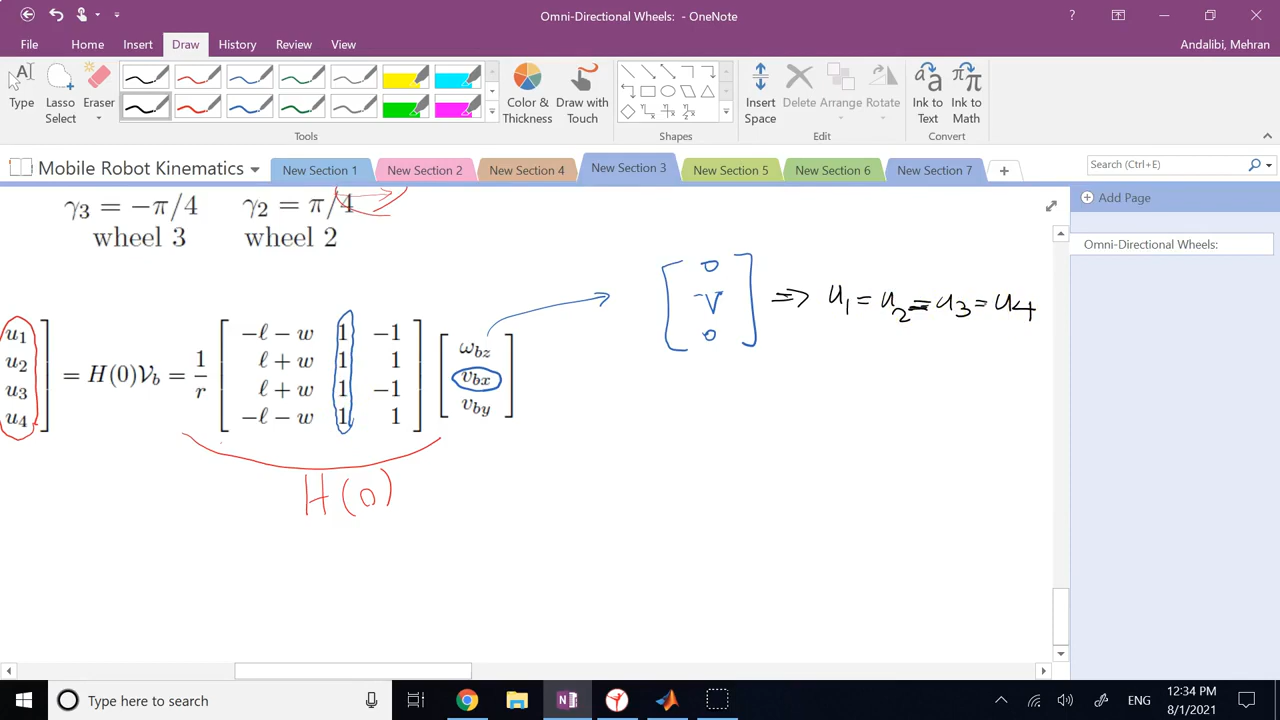 Omni-Directional Wheels: - OneNote
?
Andalibi, Mehran
File Home Insert Draw History Review View
Type
Lasso Select
Eraser
Color & Thickness
Draw with Touch
Insert Space
Delete Arrange Rotate
Ink to Text
Ink to Math
Tools
Shapes
Edit
Convert
Mobile Robot Kinematics
New Section 1 New Section 2 New Section 4 New Section 3 New Section 5 New Section 6 New Section 7 +
Search (Ctrl+E)
Add Page
Omni-Directional Wheels:
γ3 = −π/4 γ2 = π/4
wheel 3 wheel 2
[0 -V 0] => u1 = u2 = u3 = u4
u1
u2
u3
u4
= H(0)𝒱b = 1/r
−ℓ − w 1 −1
ℓ + w 1 1
ℓ + w 1 −1
−ℓ − w 1 1
ωbz
vbx
vby
H(0)
Type here to search
ENG
12:34 PM
8/1/2021